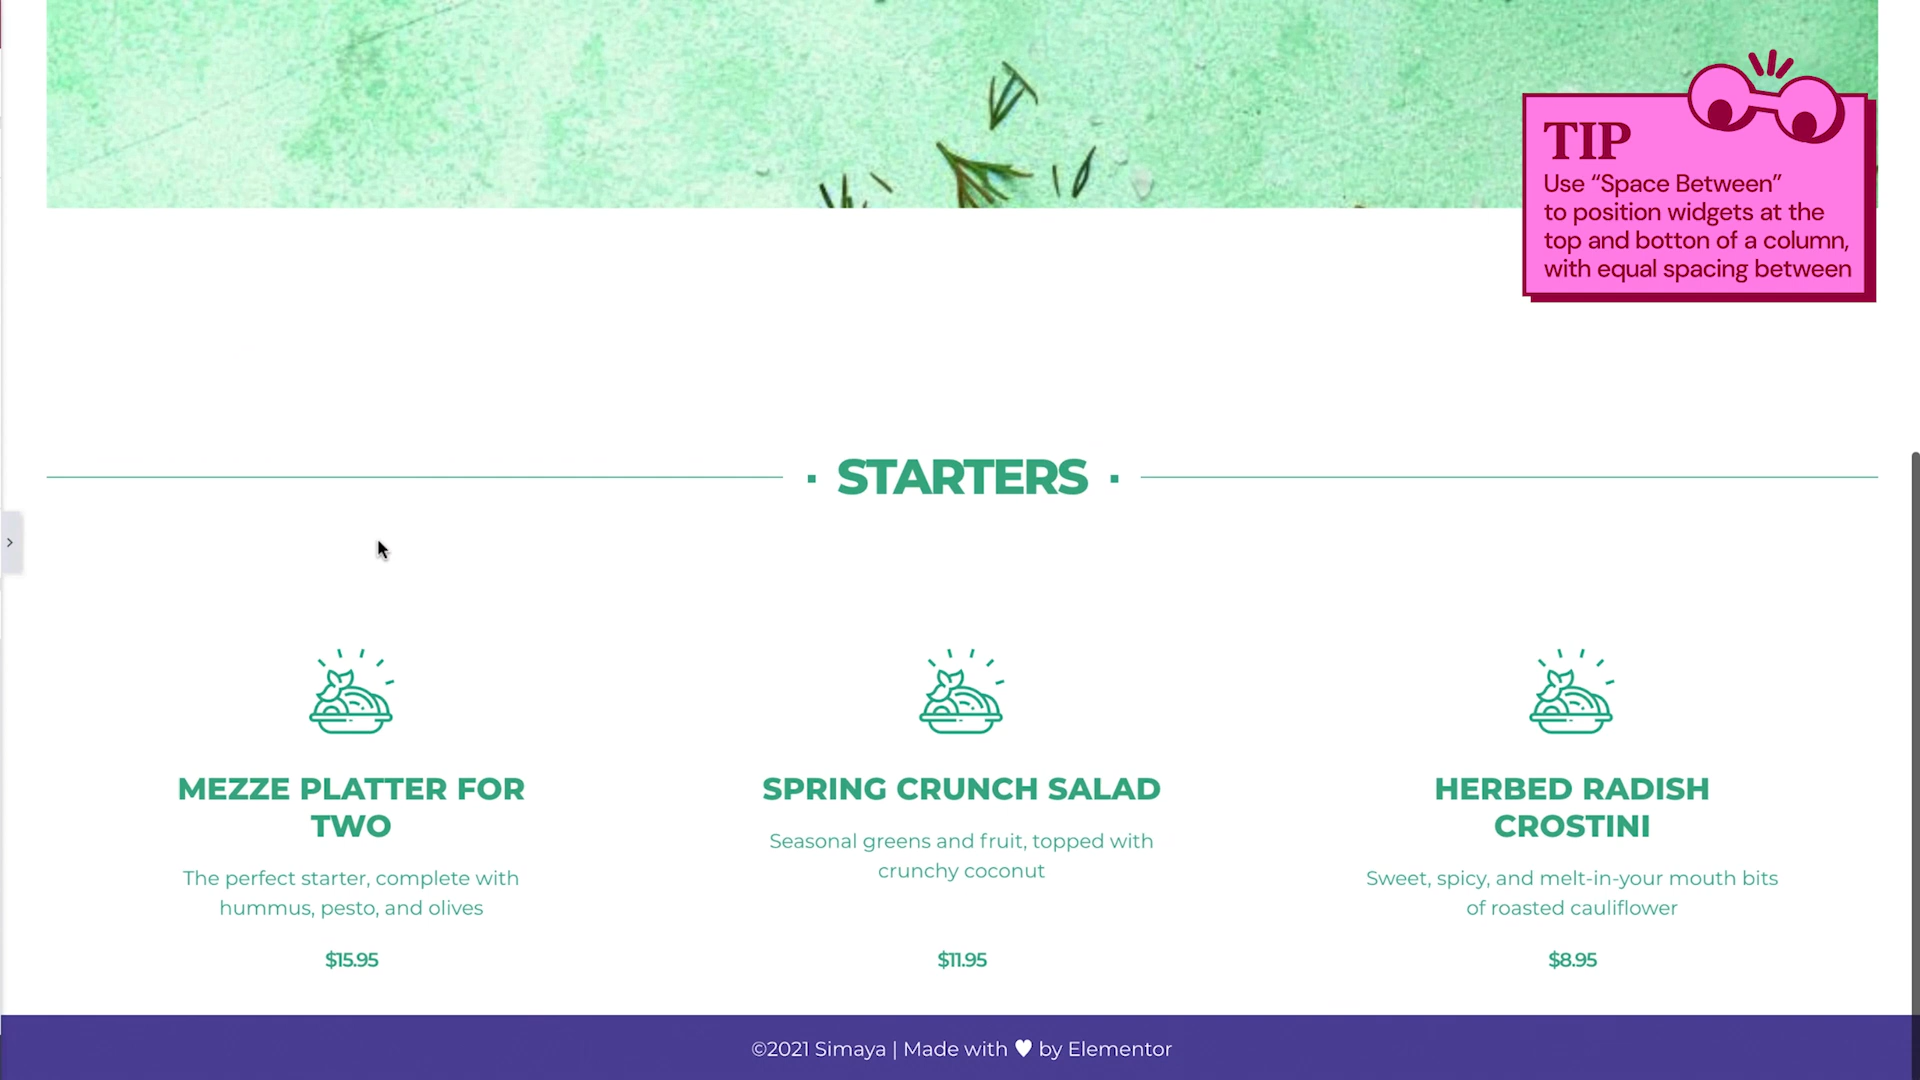 TIP
Use “Space Between”
to position widgets at the
top and botton of a column,
with equal spacing between
· STARTERS ·
MEZZE PLATTER FOR
TWO
The perfect starter, complete with
hummus, pesto, and olives
$15.95
SPRING CRUNCH SALAD
Seasonal greens and fruit, topped with
crunchy coconut
$11.95
HERBED RADISH
CROSTINI
Sweet, spicy, and melt-in-your mouth bits
of roasted cauliflower
$8.95
©2021 Simaya | Made with ♥ by Elementor